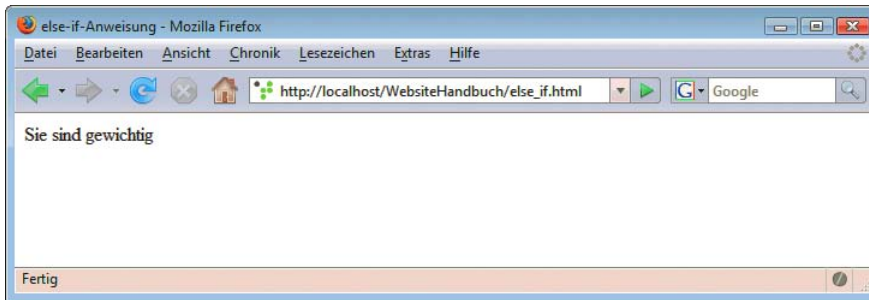 else-if-Anweisung - Mozilla Firefox
Datei Bearbeiten Ansicht Chronik Lesezeichen Extras Hilfe
http://localhost/WebsiteHandbuch/else_if.html G Google
Sie sind gewichtig
Fertig